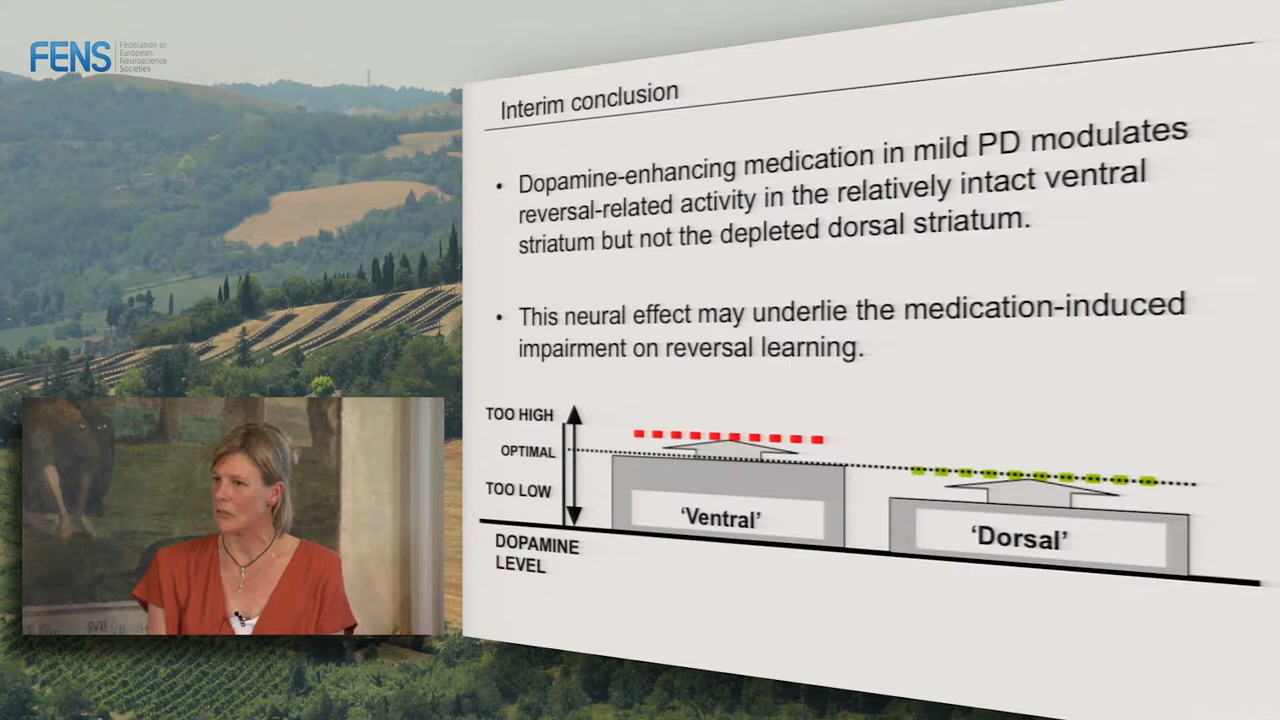 FENS
Federation of
European
Neuroscience
Societies
Interim conclusion
• Dopamine-enhancing medication in mild PD modulates
reversal-related activity in the relatively intact ventral
striatum but not the depleted dorsal striatum.
• This neural effect may underlie the medication-induced
impairment on reversal learning.
TOO HIGH
OPTIMAL
TOO LOW
'Ventral'
'Dorsal'
DOPAMINE
LEVEL